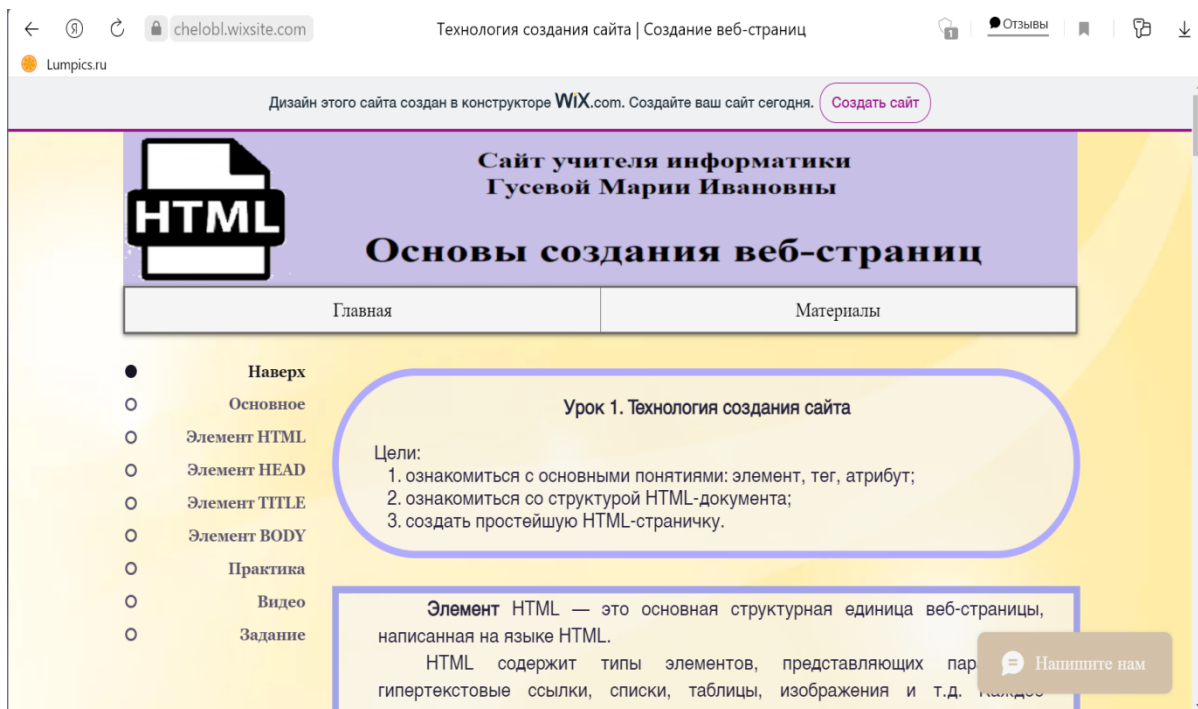 chelobl.wixsite.com
Технология создания сайта | Создание веб-страниц
1
Отзывы
Lumpics.ru
Дизайн этого сайта создан в конструкторе WiX.com. Создайте ваш сайт сегодня.
Создать сайт
HTML
Сайт учителя информатики
Гусевой Марии Ивановны
Основы создания веб-страниц
Главная
Материалы
Наверх
Основное
Элемент HTML
Элемент HEAD
Элемент TITLE
Элемент BODY
Практика
Видео
Задание
Урок 1. Технология создания сайта
Цели:
1. ознакомиться с основными понятиями: элемент, тег, атрибут;
2. ознакомиться со структурой HTML-документа;
3. создать простейшую HTML-страничку.
Элемент HTML — это основная структурная единица веб-страницы,
написанная на языке HTML.
HTML содержит типы элементов, представляющих
гипертекстовые ссылки, списки, таблицы, изображения и т.д.
Напишите нам